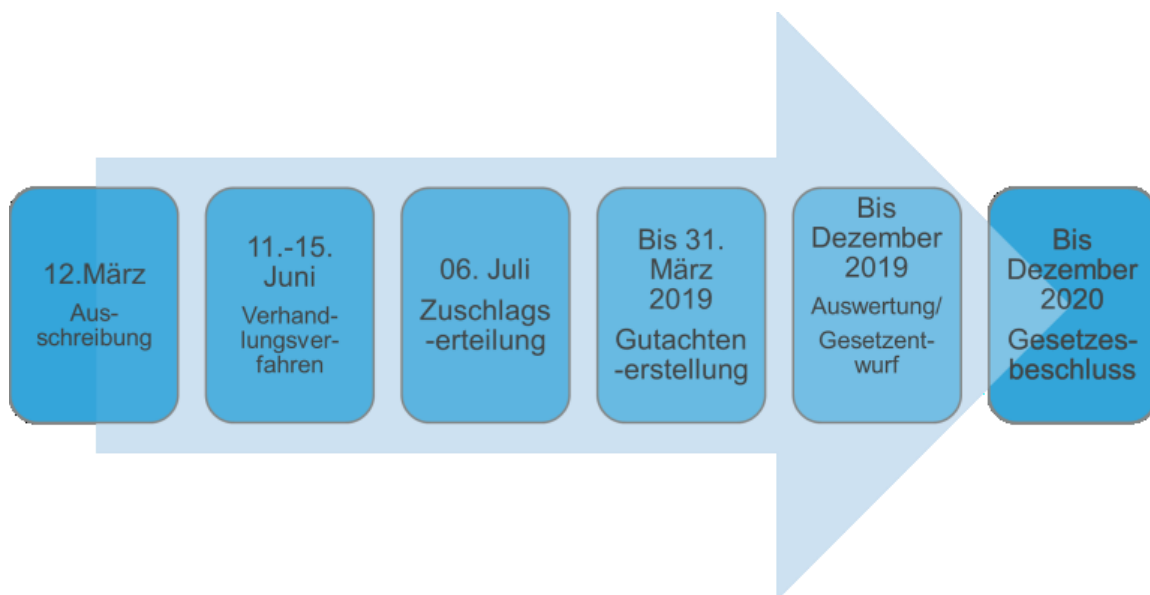 12.März
Aus-
schreibung
11.-15.
Juni
Verhand-
lungsver-
fahren
06. Juli
Zuschlags
-erteilung
Bis 31.
März
2019
Gutachten
-erstellung
Bis
Dezember
2019
Auswertung/
Gesetzent-
wurf
Bis
Dezember
2020
Gesetzes-
beschluss